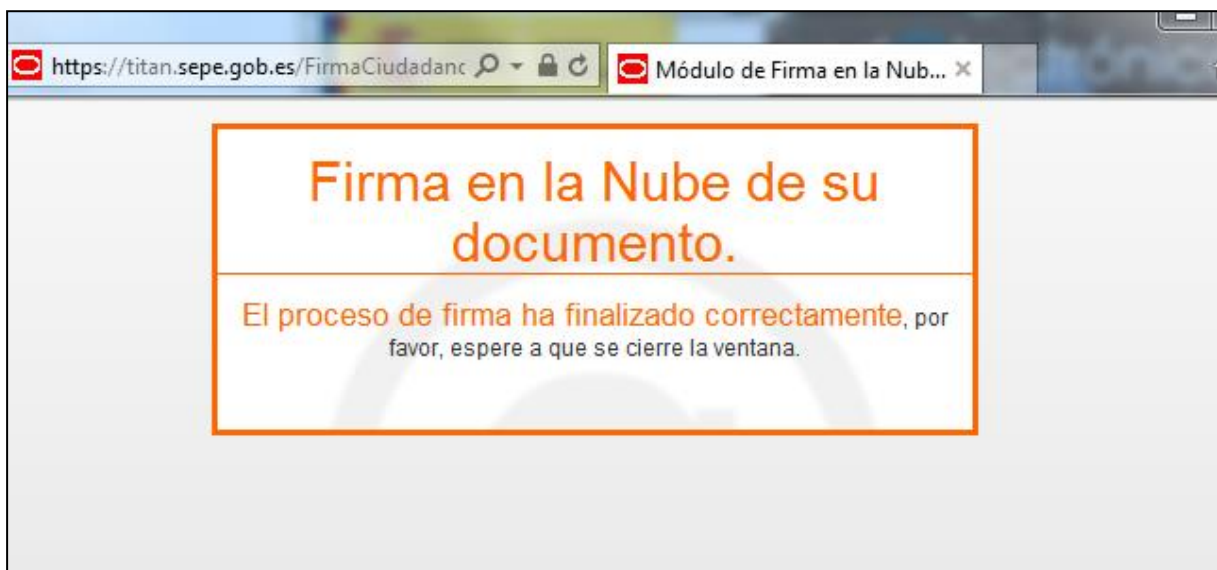 https://titan.sepe.gob.es/FirmaCiudadanc
Módulo de Firma en la Nub...
Firma en la Nube de su
documento.
El proceso de firma ha finalizado correctamente, por
favor, espere a que se cierre la ventana.